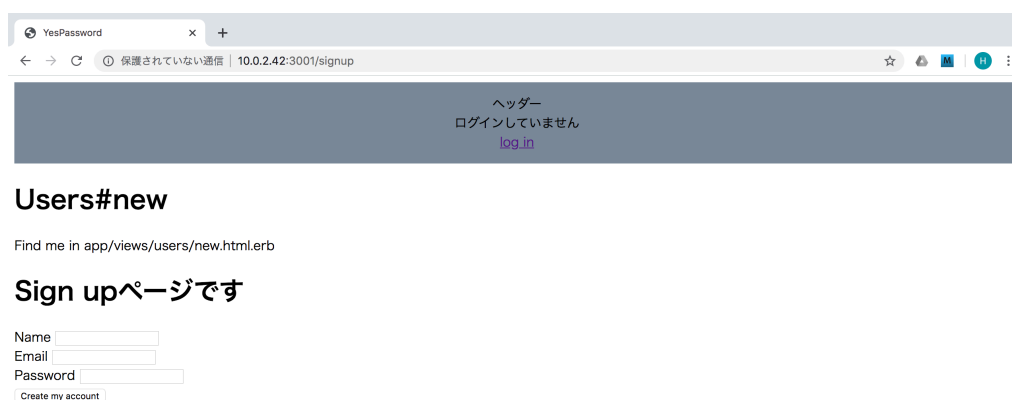 YesPassword
保護されていない通信 10.0.2.42:3001/signup
M
H
ヘッダー
ログインしていません
log in
Users#new
Find me in app/views/users/new.html.erb
Sign upページです
Name
Email
Password
Create my account